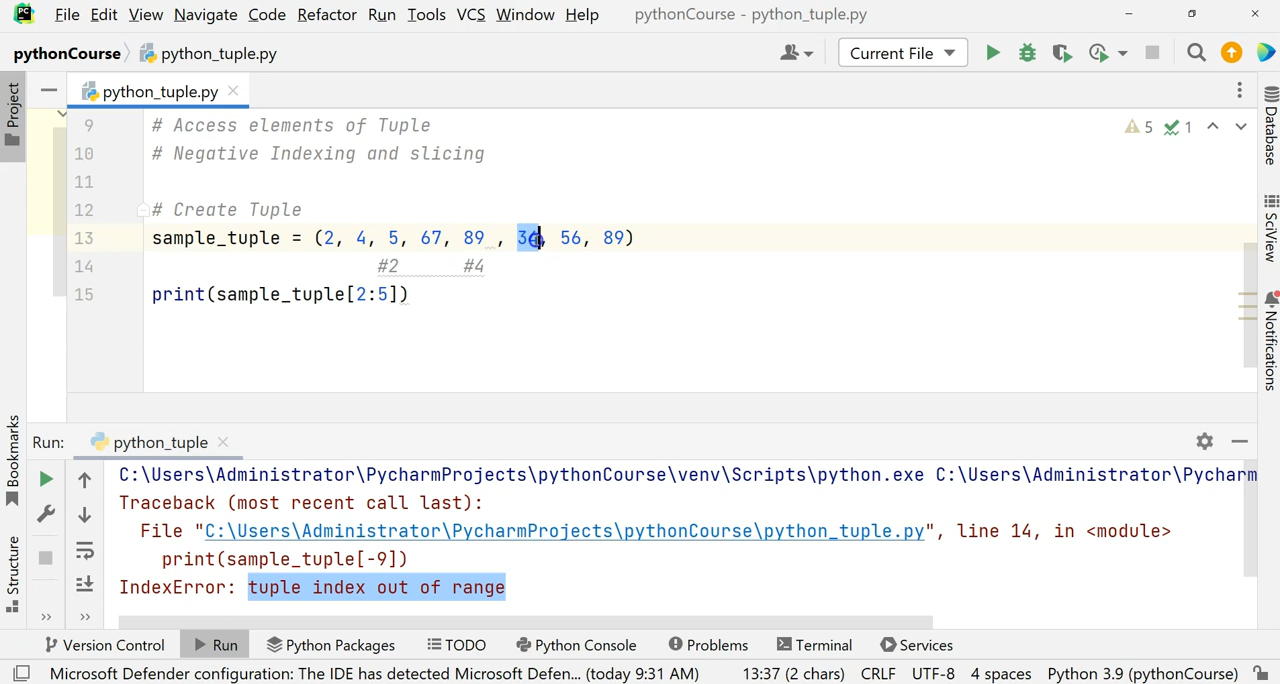 PC File Edit View Navigate Code Refactor Run Tools VCS Window Help pythonCourse - python_tuple.py
pythonCourse python_tuple.py Current File
Project
python_tuple.py
9 # Access elements of Tuple 5 1
10 # Negative Indexing and slicing
11
12 # Create Tuple
13 sample_tuple = (2, 4, 5, 67, 89 , 34, 56, 89)
14 #2 #4
15 print(sample_tuple[2:5])
Database
SciView
Notifications
Bookmarks
Structure
Run: python_tuple
C:\Users\Administrator\PycharmProjects\pythonCourse\venv\Scripts\python.exe C:\Users\Administrator\Pycharm
Traceback (most recent call last):
File "C:\Users\Administrator\PycharmProjects\pythonCourse\python_tuple.py", line 14, in <module>
print(sample_tuple[-9])
IndexError: tuple index out of range
Version Control Run Python Packages TODO Python Console Problems Terminal Services
Microsoft Defender configuration: The IDE has detected Microsoft Defen... (today 9:31 AM) 13:37 (2 chars) CRLF UTF-8 4 spaces Python 3.9 (pythonCourse)